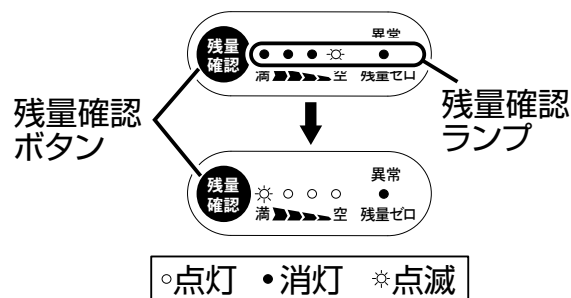 異常
残量
確認
満 空 残量ゼロ
残量確認
ボタン
残量確認
ランプ
異常
残量
確認
満 空 残量ゼロ
○点灯 ●消灯 ☼点滅